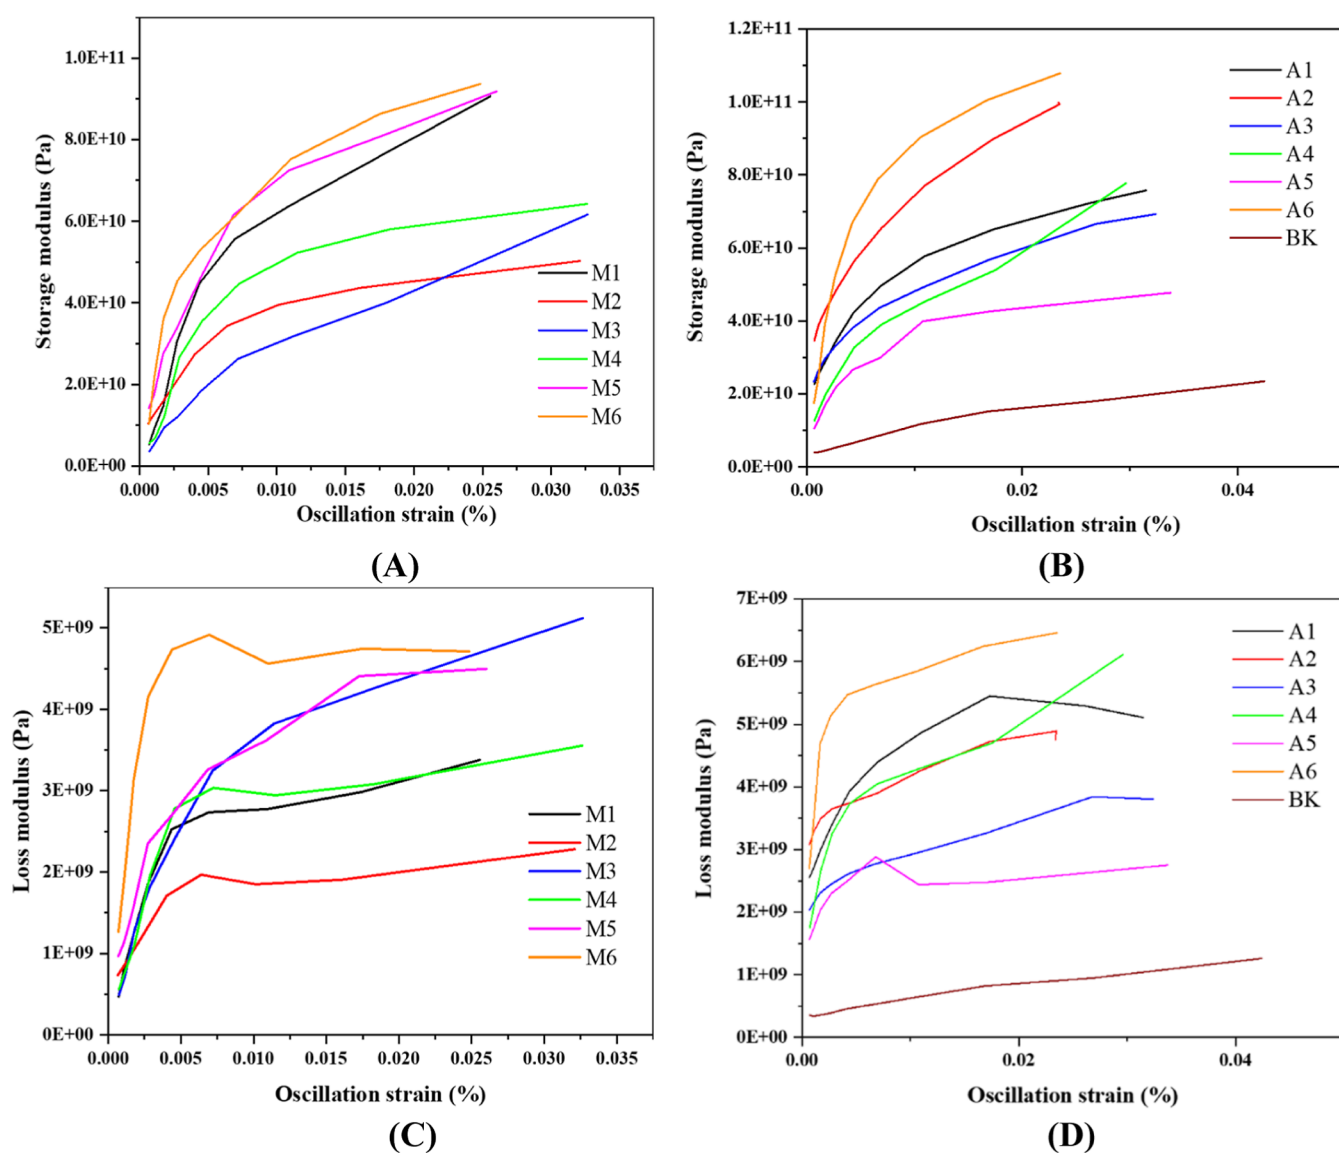 Storage modulus (Pa)
1.0E+11
8.0E+10
6.0E+10
4.0E+10
2.0E+10
0.0E+00
0.000 0.005 0.010 0.015 0.020 0.025 0.030 0.035
Oscillation strain (%)
M1
M2
M3
M4
M5
M6
(A)
Storage modulus (Pa)
1.2E+11
1.0E+11
8.0E+10
6.0E+10
4.0E+10
2.0E+10
0.0E+00
0.00 0.02 0.04
Oscillation strain (%)
A1
A2
A3
A4
A5
A6
BK
(B)
Loss modulus (Pa)
5E+09
4E+09
3E+09
2E+09
1E+09
0E+00
0.000 0.005 0.010 0.015 0.020 0.025 0.030 0.035
Oscillation strain (%)
M1
M2
M3
M4
M5
M6
(C)
Loss modulus (Pa)
7E+09
6E+09
5E+09
4E+09
3E+09
2E+09
1E+09
0E+00
0.00 0.02 0.04
Oscillation strain (%)
A1
A2
A3
A4
A5
A6
BK
(D)